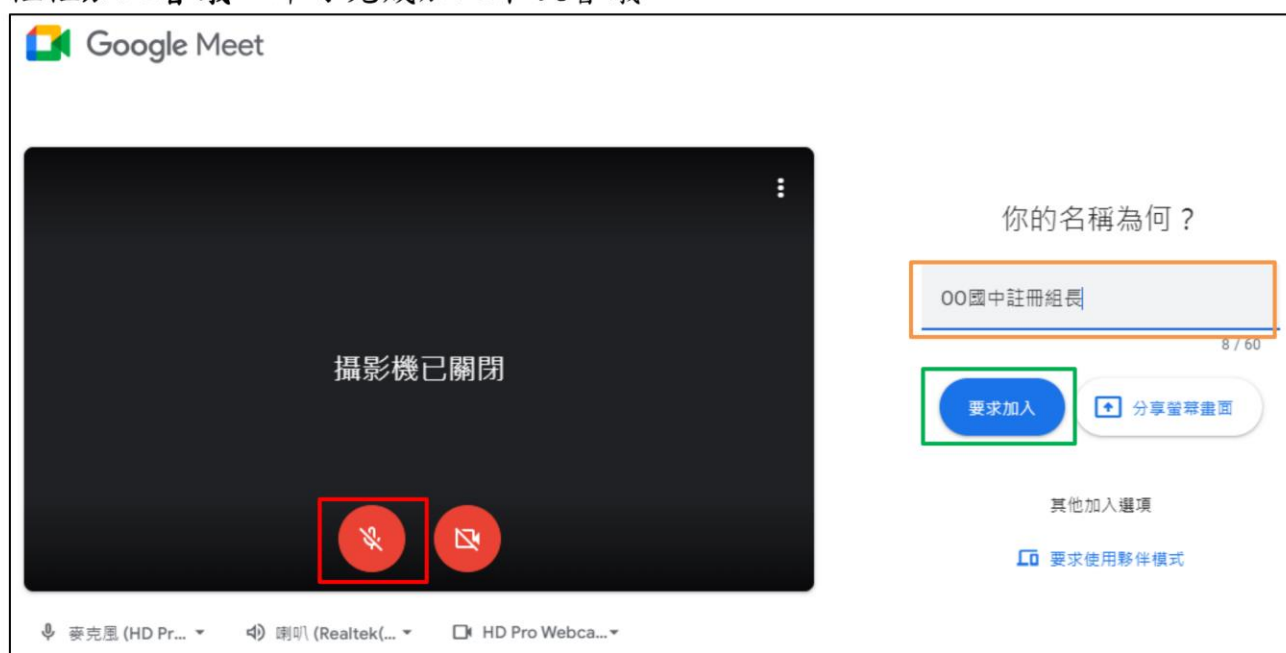 Google Meet
你的名稱為何？
OO國中註冊組長
8 / 60
攝影機已關閉
要求加入
分享螢幕畫面
其他加入選項
要求使用夥伴模式
麥克風 (HD Pr...
喇叭 (Realtek(...
HD Pro Webca...